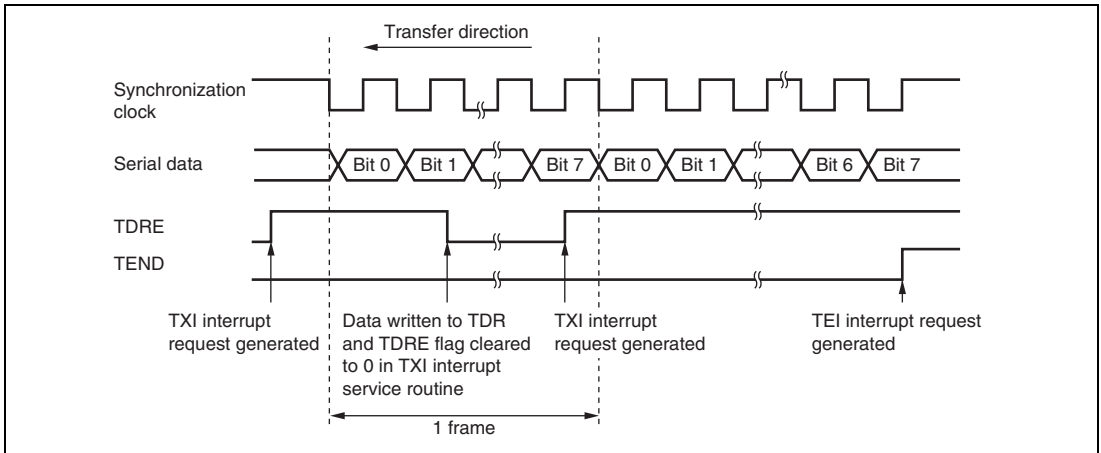 Transfer direction
Synchronization
clock
Serial data
Bit 0 Bit 1 Bit 7 Bit 0 Bit 1 Bit 6 Bit 7
TDRE
TEND
TXI interrupt
request generated
Data written to TDR
and TDRE flag cleared
to 0 in TXI interrupt
service routine
TXI interrupt
request generated
TEI interrupt request
generated
1 frame